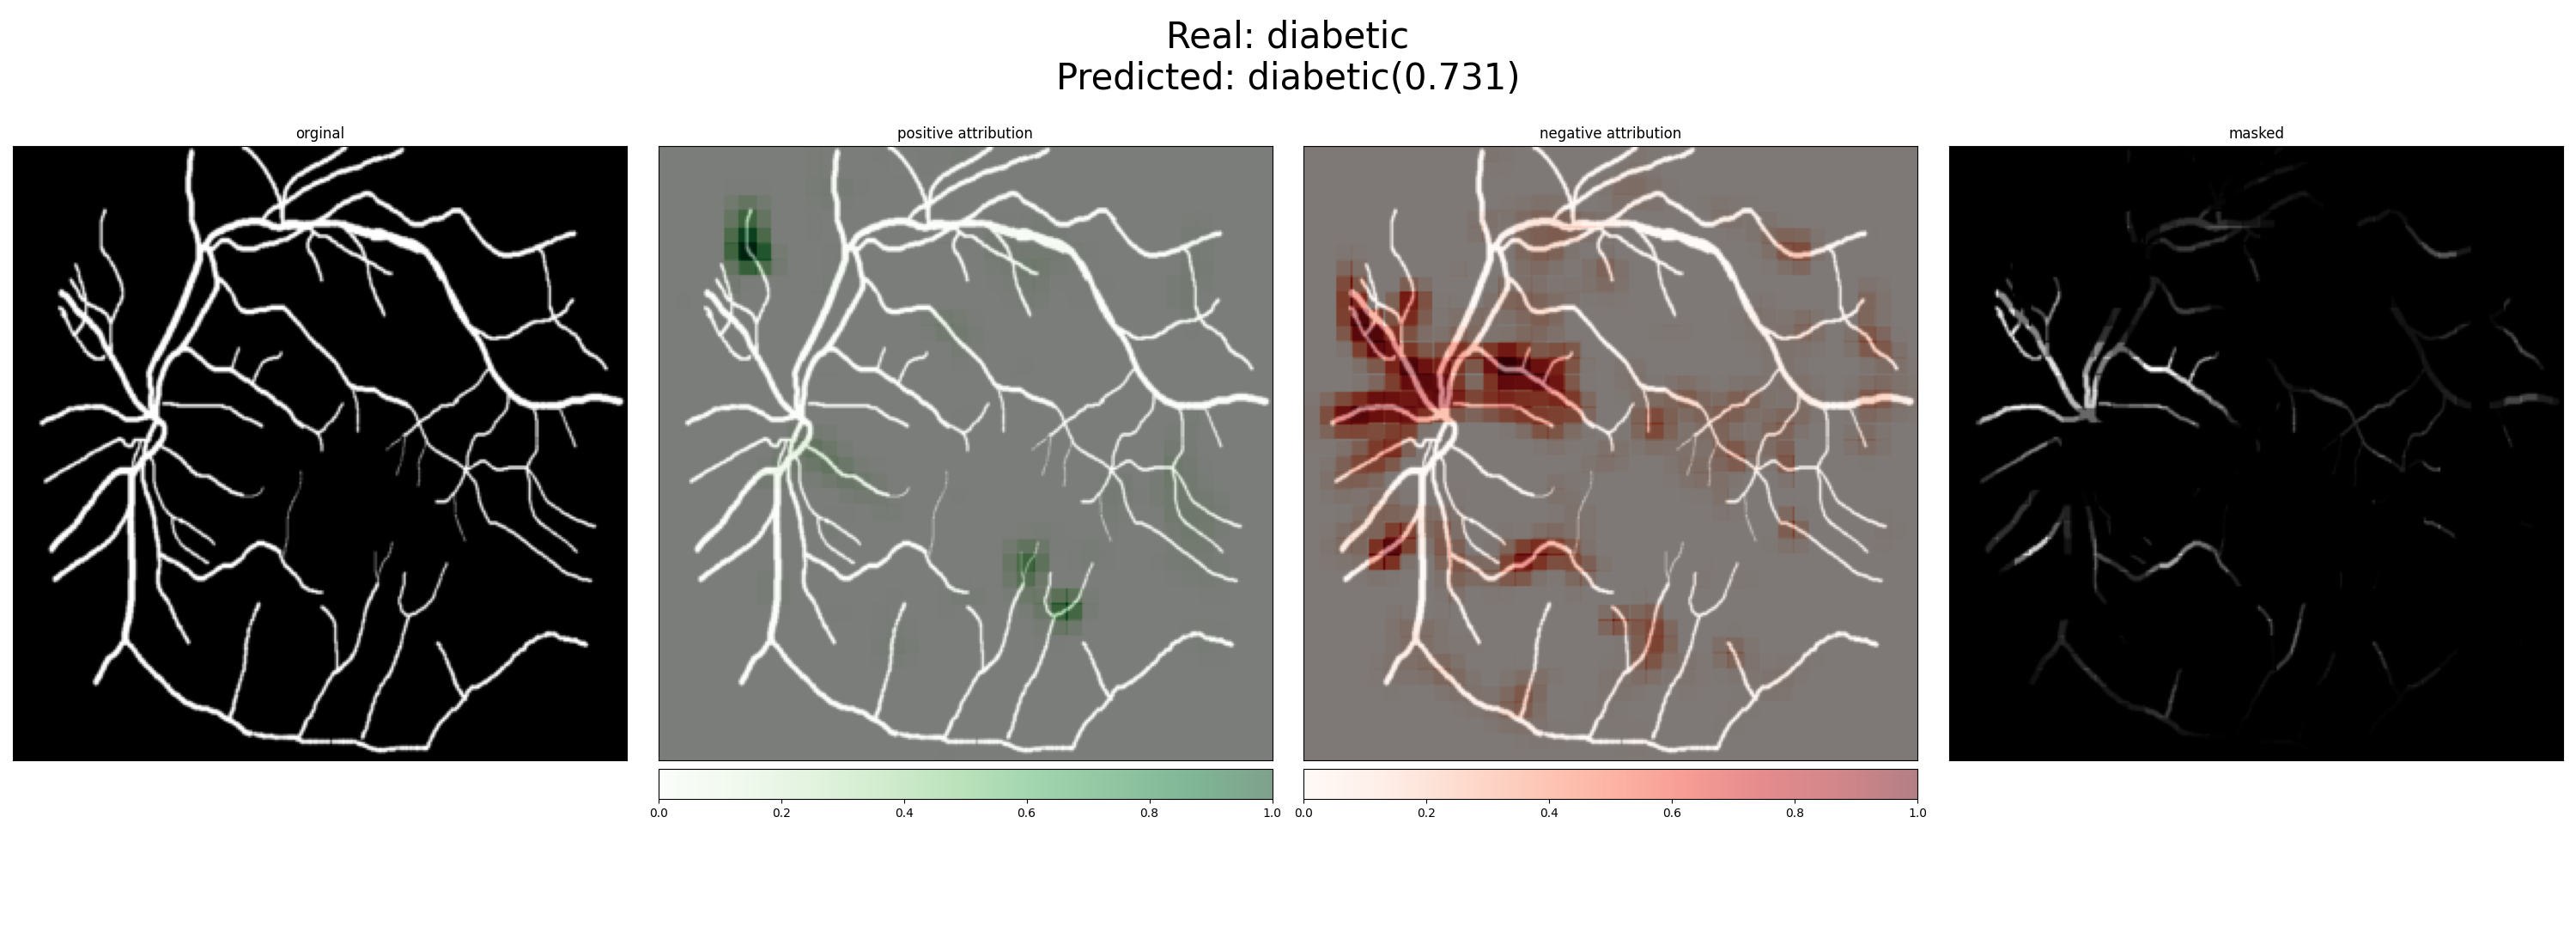 Real: diabetic
Predicted: diabetic(0.731)
orginal
positive attribution
negative attribution
masked
0.0 0.2 0.4 0.6 0.8 1.0
0.0 0.2 0.4 0.6 0.8 1.0